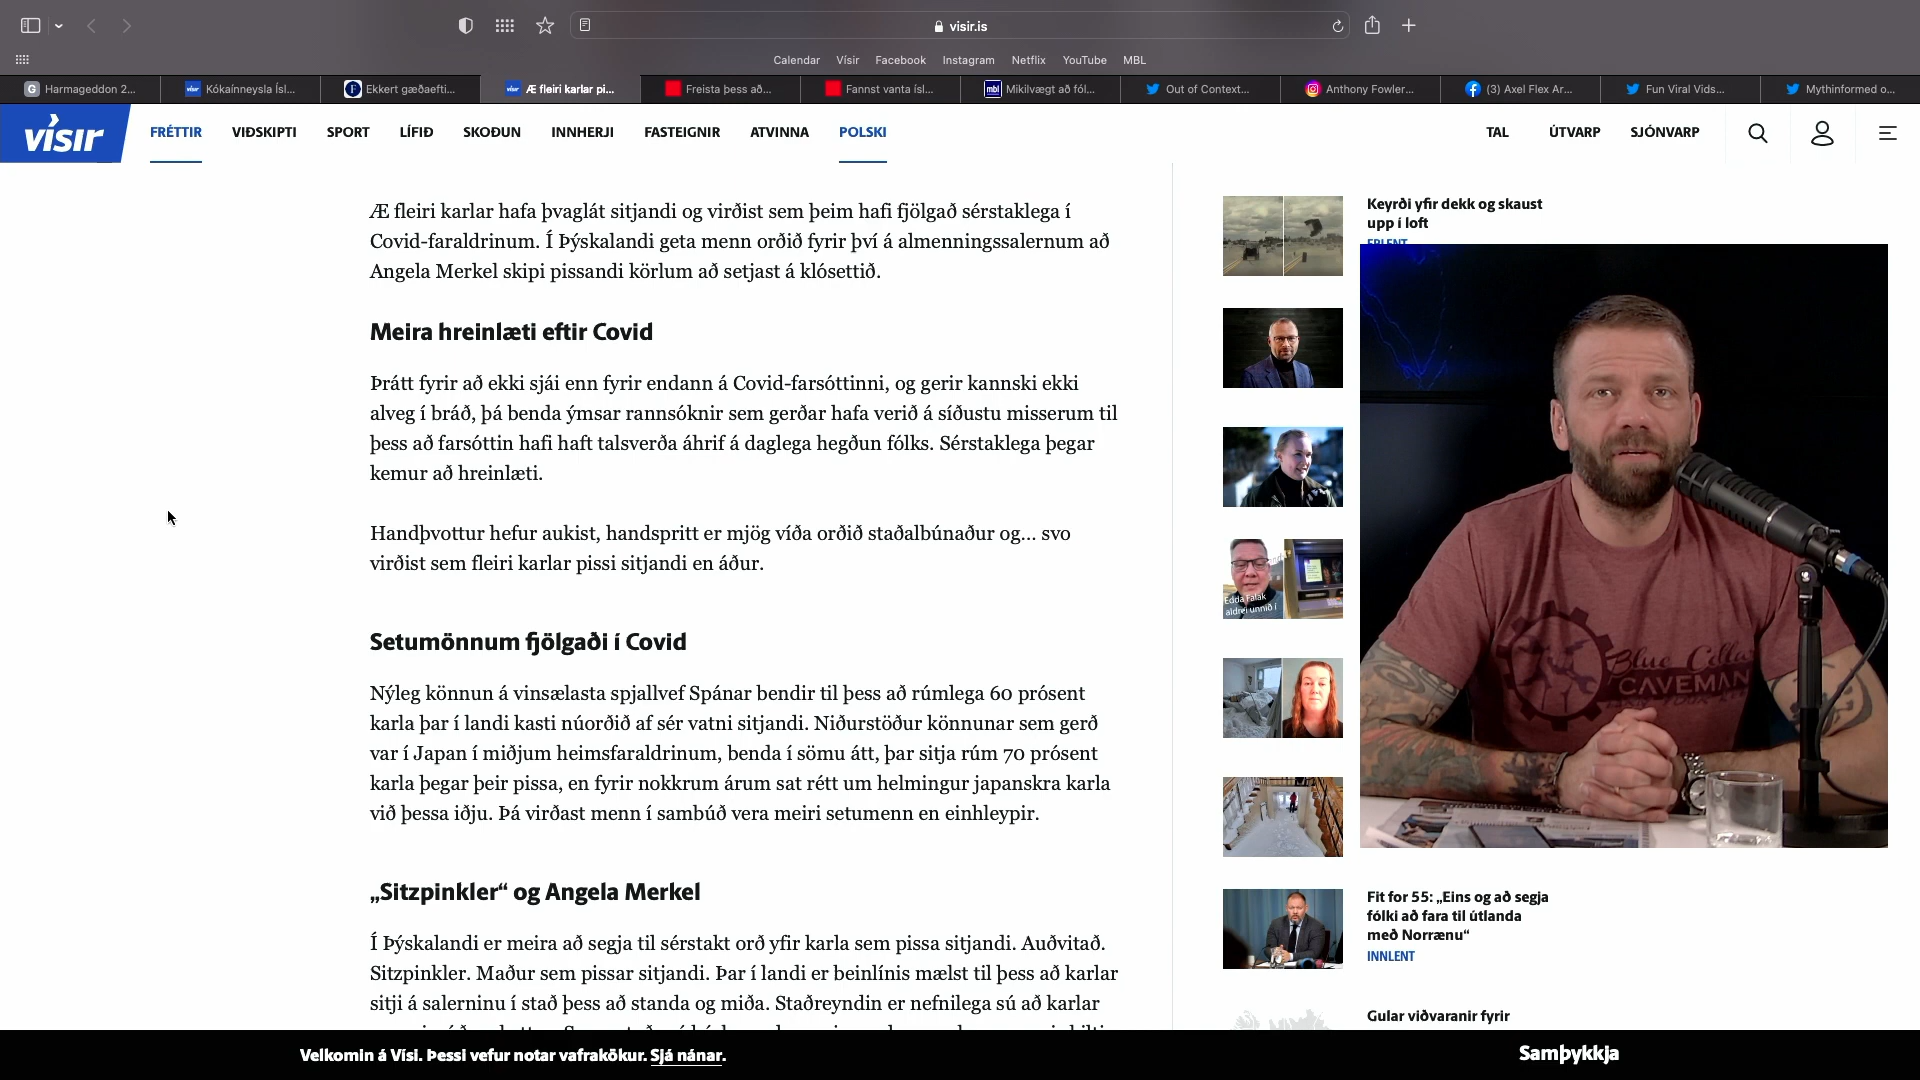 visir.is
Calendar Vísir Facebook Instagram Netflix YouTube MBL
G Harmageddon 2...
vísir Kókaínneysla Ísl...
F Ekkert gæðaefti...
vísir Æ fleiri karlar pi...
Freista þess að...
Fannst vanta ísl...
mbl Mikilvægt að fól...
Out of Context...
Anthony Fowler...
(3) Axel Flex Ar...
Fun Viral Vids...
Mythinformed o...
vísir FRÉTTIR VIÐSKIPTI SPORT LÍFIÐ SKOÐUN INNHERJI FASTEIGNIR ATVINNA POLSKI TAL ÚTVARP SJÓNVARP
Æ fleiri karlar hafa þvaglát sitjandi og virðist sem þeim hafi fjölgað sérstaklega í
Covid-faraldrinum. Í Þýskalandi geta menn orðið fyrir því á almenningssalernum að
Angela Merkel skipi pissandi körlum að setjast á klósettið.
Meira hreinlæti eftir Covid
Þrátt fyrir að ekki sjái enn fyrir endann á Covid-farsóttinni, og gerir kannski ekki
alveg í bráð, þá benda ýmsar rannsóknir sem gerðar hafa verið á síðustu misserum til
þess að farsóttin hafi haft talsverða áhrif á daglega hegðun fólks. Sérstaklega þegar
kemur að hreinlæti.
Handþvottur hefur aukist, handspritt er mjög víða orðið staðalbúnaður og... svo
virðist sem fleiri karlar pissi sitjandi en áður.
Setumönnum fjölgaði í Covid
Nýleg könnun á vinsælasta spjallvef Spánar bendir til þess að rúmlega 60 prósent
karla þar í landi kasti núorðið af sér vatni sitjandi. Niðurstöður könnunar sem gerð
var í Japan í miðjum heimsfaraldrinum, benda í sömu átt, þar sitja rúm 70 prósent
karla þegar þeir pissa, en fyrir nokkrum árum sat rétt um helmingur japanskra karla
við þessa iðju. Þá virðast menn í sambúð vera meiri setumenn en einhleypir.
„Sitzpinkler“ og Angela Merkel
Í Þýskalandi er meira að segja til sérstakt orð yfir karla sem pissa sitjandi. Auðvitað.
Sitzpinkler. Maður sem pissar sitjandi. Þar í landi er beinlínis mælst til þess að karlar
sitji á salerninu í stað þess að standa og miða. Staðreyndin er nefnilega sú að karlar
Keyrði yfir dekk og skaust
upp í loft
ERLENT
Edda Falak
aldrei unnið í
Blue Collar
CAVEMAN
Fit for 55: „Eins og að segja
fólki að fara til útlanda
með Norrænu“
INNLENT
Gular viðvaranir fyrir
Velkomin á Vísi. Þessi vefur notar vafrakökur. Sjá nánar.
Samþykkja